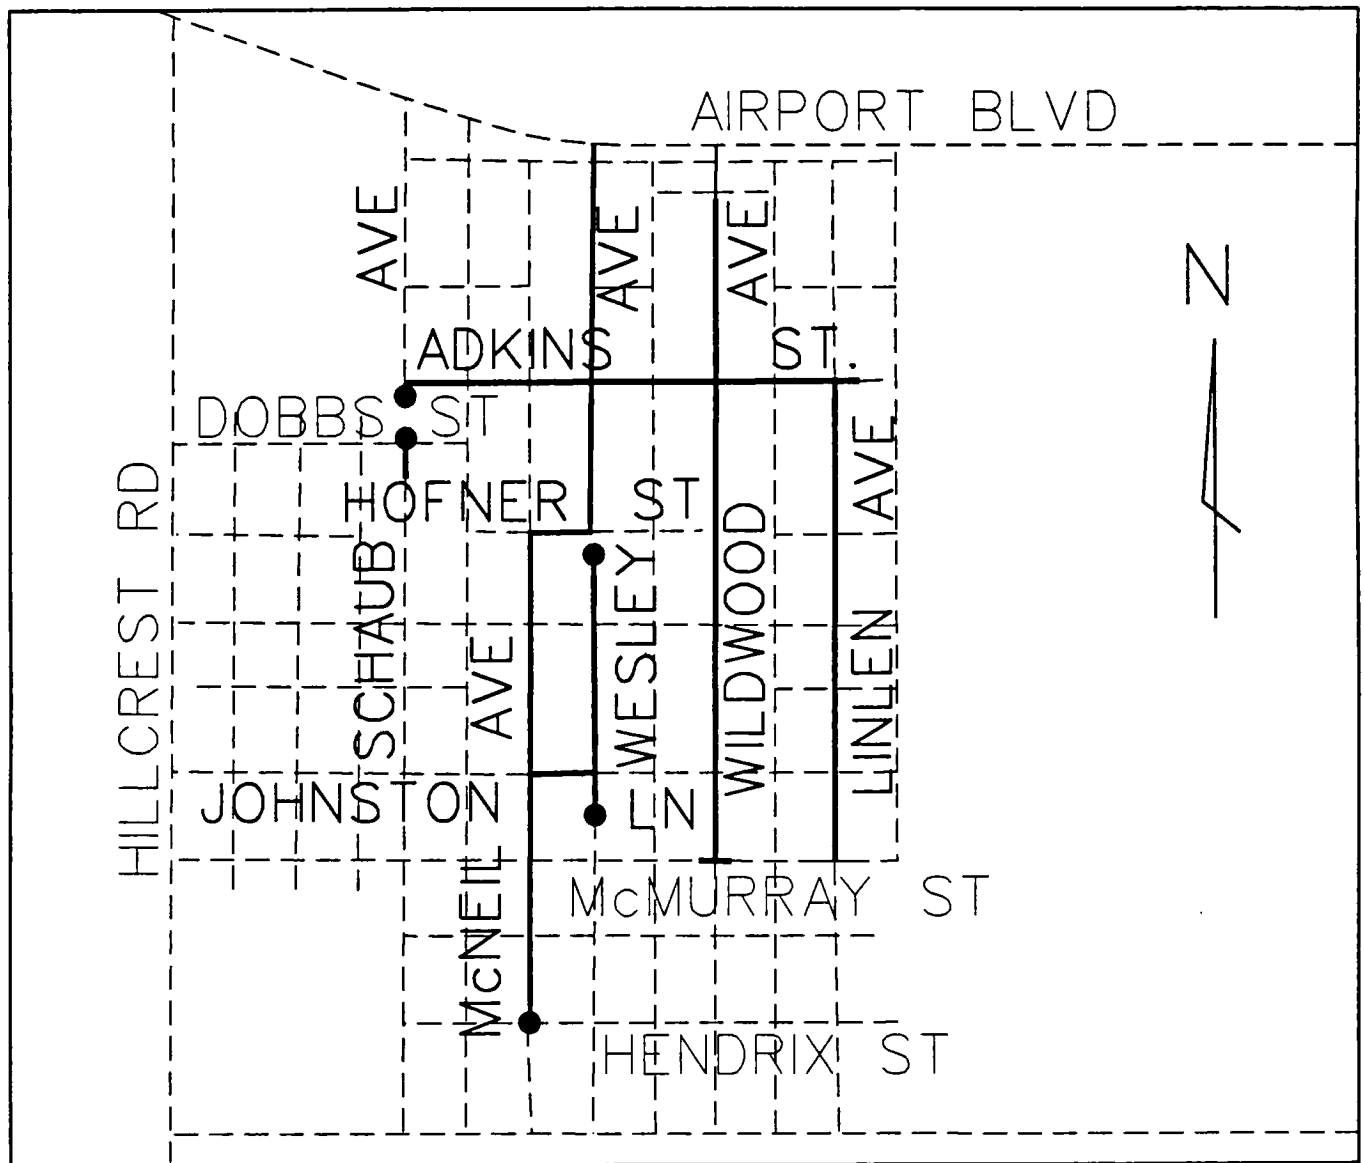 AIRPORT BLVD
AVE
AVE
AVE
N
ADKINS ST.
DOBBS ST
HOFNER ST
HILLCREST RD
SCHAUB
McNEIL AVE
WESLEY
WILDWOOD
LINLEN AVE
JOHNSTON LN
McMURRAY ST
HENDRIX ST